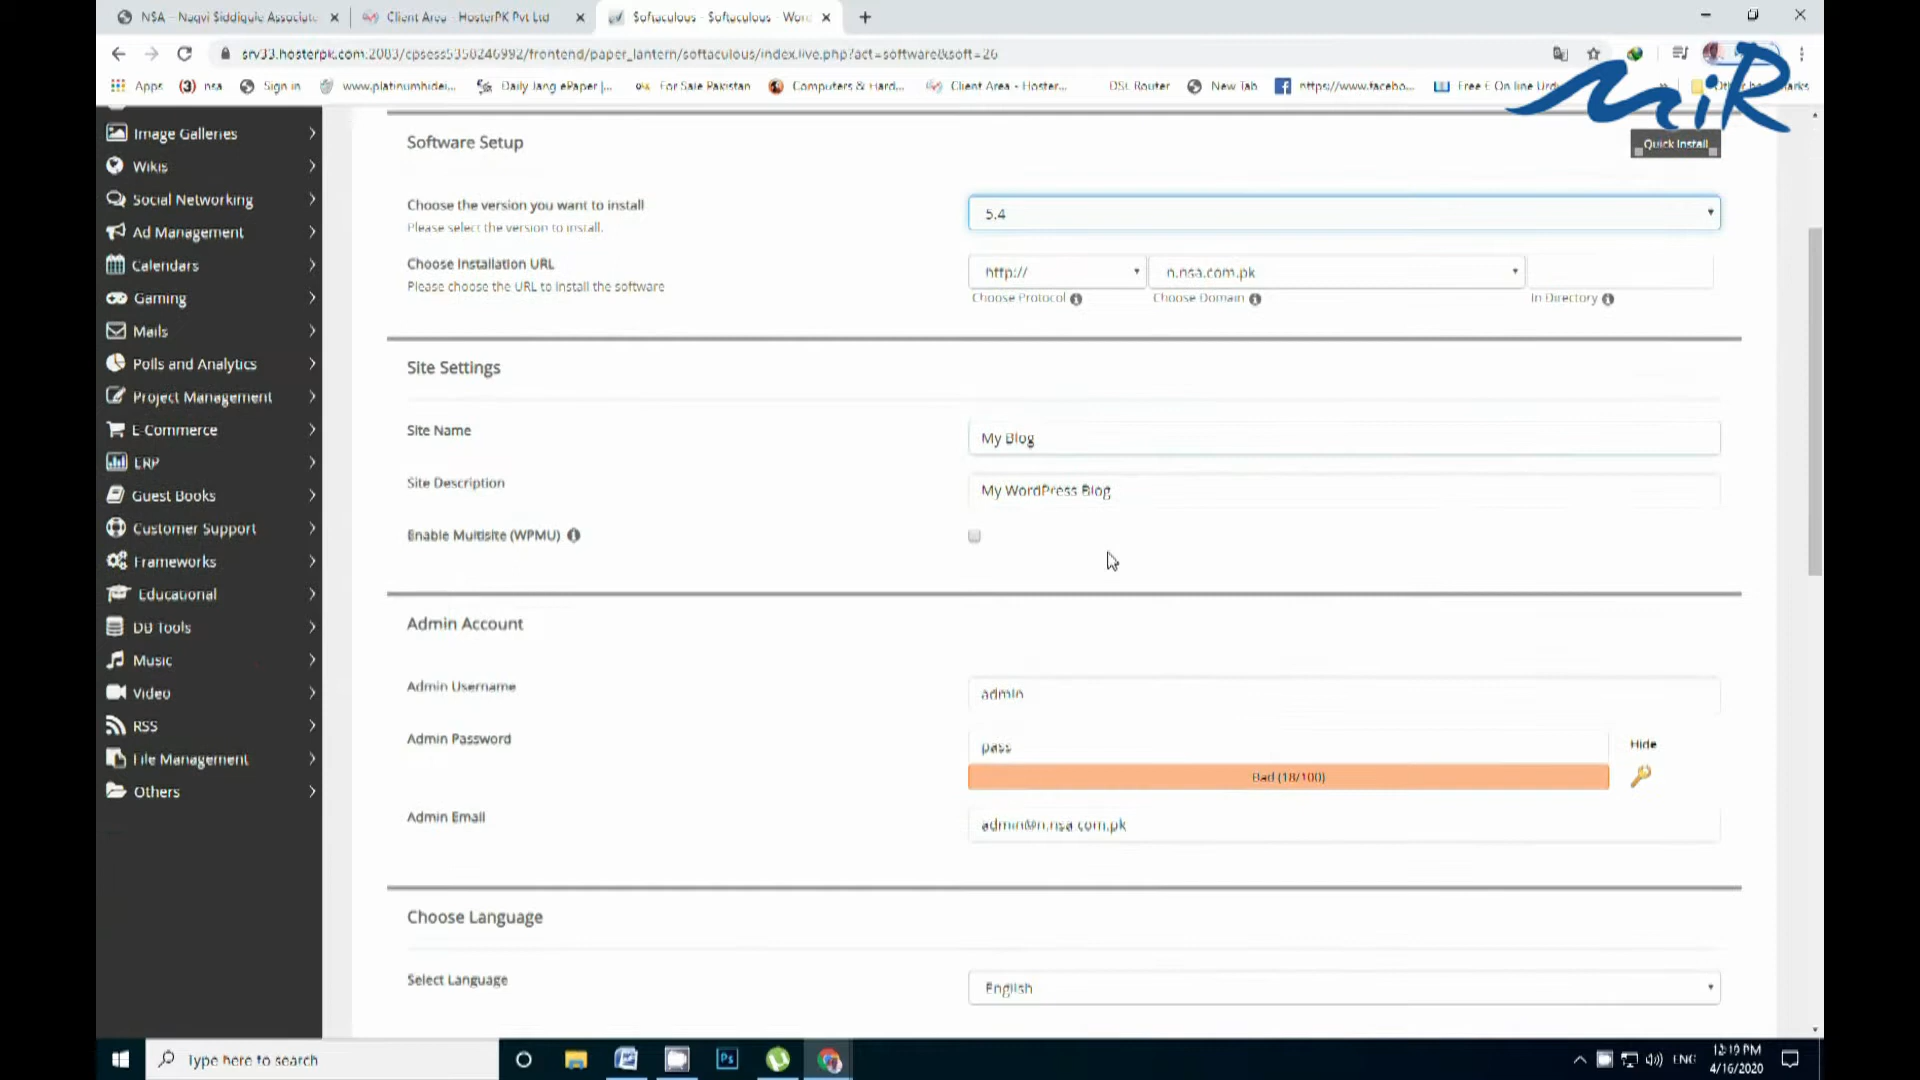 NSA - Naqvi Siddiquie Associate
Client Area - HosterPK Pvt Ltd
Softaculous - Softaculous - Wor
srv33.hosterpk.com:2083/cpsess5358246992/frontend/paper_lantern/softaculous/index.live.php?act=software&soft=26
Apps
(3) nsa
Sign in
www.platinumhidei...
Daily Jang ePaper |...
For Sale Pakistan
Computers & Hard...
Client Area - Hoster...
DSL Router
New Tab
https://www.facebo...
Free E On line Urd
»
MiR
Image Galleries
Wikis
Social Networking
Ad Management
Calendars
Gaming
Mails
Polls and Analytics
Project Management
E-Commerce
ERP
Guest Books
Customer Support
Frameworks
Educational
DB Tools
Music
Video
RSS
File Management
Others
Software Setup
Quick Install
Choose the version you want to install
Please select the version to install.
5.4
Choose Installation URL
Please choose the URL to install the software
http://
n.nsa.com.pk
Choose Protocol
Choose Domain
In Directory
Site Settings
Site Name
My Blog
Site Description
My WordPress Blog
Enable Multisite (WPMU)
Admin Account
Admin Username
admin
Admin Password
pass
Hide
Bad (18/100)
Admin Email
admin@n.nsa.com.pk
Choose Language
Select Language
English
Type here to search
Ps
ENG
12:19 PM
4/16/2020